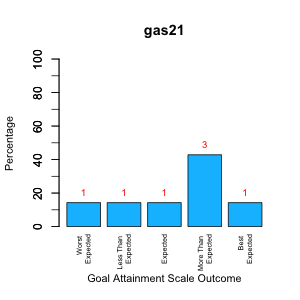 gas21
Percentage
100
80
60
40
20
0
1
1
1
3
1
Worst
Expected
Less Than
Expected
Expected
More Than
Expected
Best
Expected
Goal Attainment Scale Outcome